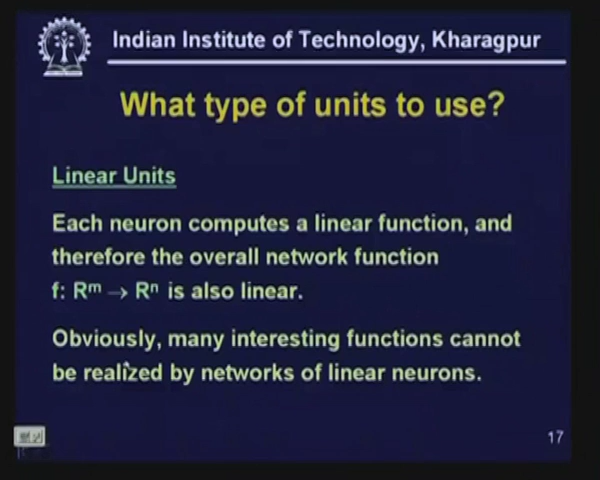 Indian Institute of Technology, Kharagpur
What type of units to use?
Linear Units
Each neuron computes a linear function, and
therefore the overall network function
f: Rᵐ → Rⁿ is also linear.
Obviously, many interesting functions cannot
be realized by networks of linear neurons.
17